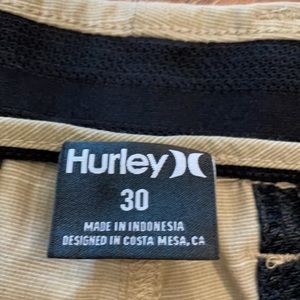 Hurley
30
MADE IN INDONESIA
DESIGNED IN COSTA MESA, CA